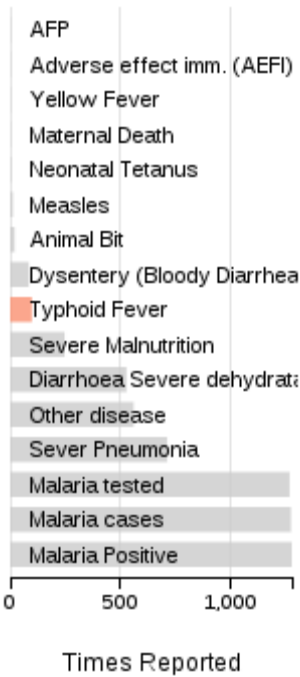 AFP
Adverse effect imm. (AEFI)
Yellow Fever
Maternal Death
Neonatal Tetanus
Measles
Animal Bit
Dysentery (Bloody Diarrhea
Typhoid Fever
Severe Malnutrition
Diarrhoea Severe dehydrata
Other disease
Sever Pneumonia
Malaria tested
Malaria cases
Malaria Positive
0 500 1,000
Times Reported